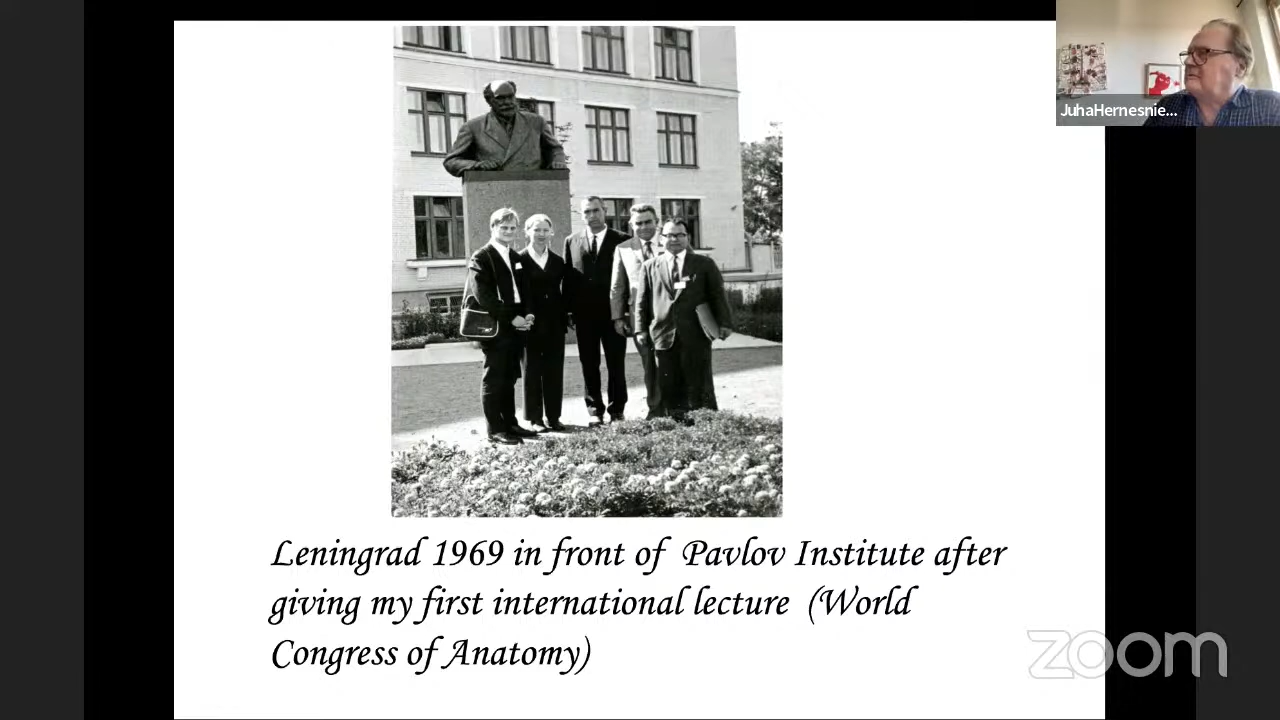 JuhaHernesnie...
Leningrad 1969 in front of Pavlov Institute after
giving my first international lecture (World
Congress of Anatomy)
zoom